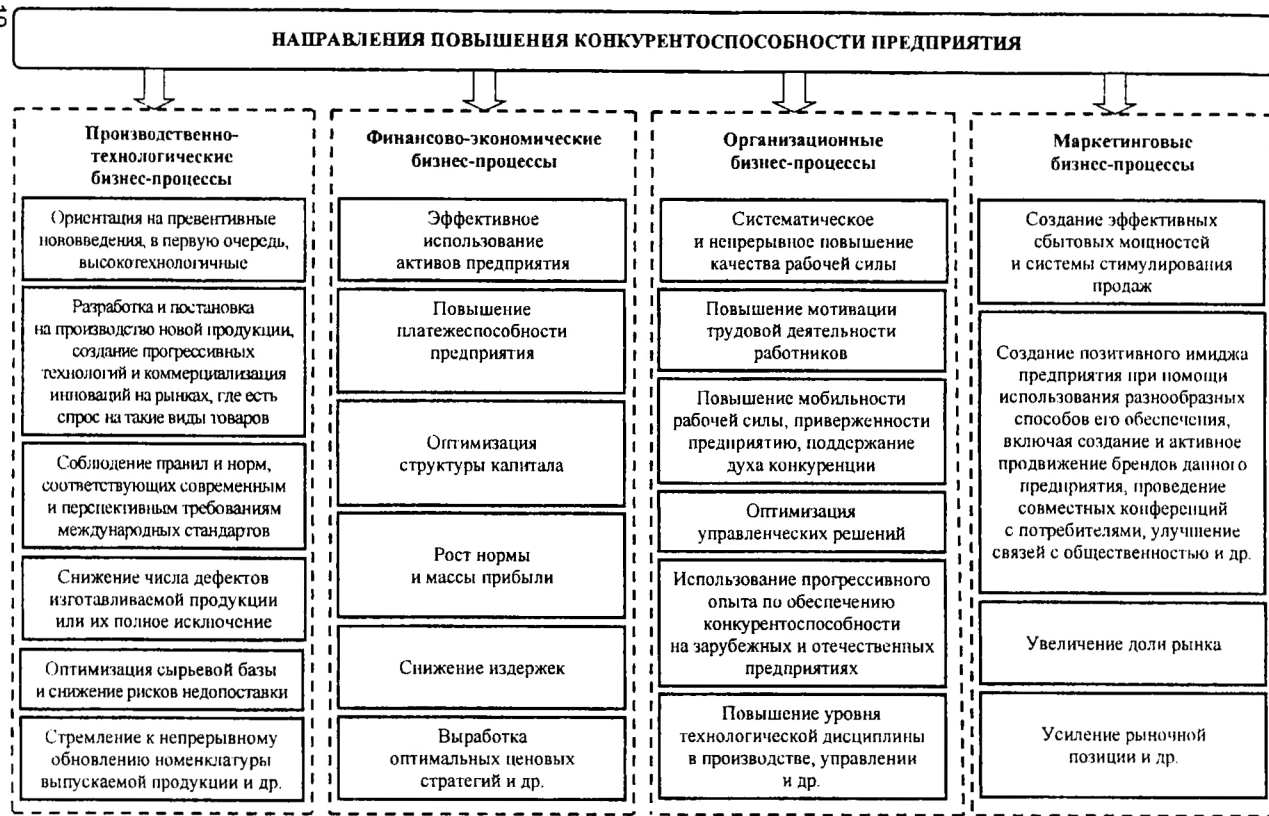 НАПРАВЛЕНИЯ ПОВЫШЕНИЯ КОНКУРЕНТОСПОСОБНОСТИ ПРЕДПРИЯТИЯ
Производственно-
технологические
бизнес-процессы
Ориентация на превентивные
нововведения, в первую очередь,
высокотехнологичные
Разработка и постановка
на производство новой продукции,
создание прогрессивных
технологий и коммерциализация
инноваций на рынках, где есть
спрос на такие виды товаров
Соблюдение правил и норм,
соответствующих современным
и перспективным требованиям
международных стандартов
Снижение числа дефектов
изготавливаемой продукции
или их полное исключение
Оптимизация сырьевой базы
и снижение рисков недопоставки
Стремление к непрерывному
обновлению номенклатуры
выпускаемой продукции и др.
Финансово-экономические
бизнес-процессы
Эффективное
использование
активов предприятия
Повышение
платежеспособности
предприятия
Оптимизация
структуры капитала
Рост нормы
и массы прибыли
Снижение издержек
Выработка
оптимальных ценовых
стратегий и др.
Организационные
бизнес-процессы
Систематическое
и непрерывное повышение
качества рабочей силы
Повышение мотивации
трудовой деятельности
работников
Повышение мобильности
рабочей силы, приверженности
предприятию, поддержание
духа конкуренции
Оптимизация
управленческих решений
Использование прогрессивного
опыта по обеспечению
конкурентоспособности
на зарубежных и отечественных
предприятиях
Повышение уровня
технологической дисциплины
в производстве, управлении
и др.
Маркетинговые
бизнес-процессы
Создание эффективных
сбытовых мощностей
и системы стимулирования
продаж
Создание позитивного имиджа
предприятия при помощи
использования разнообразных
способов его обеспечения,
включая создание и активное
продвижение брендов данного
предприятия, проведение
совместных конференций
с потребителями, улучшение
связей с общественностью и др.
Увеличение доли рынка
Усиление рыночной
позиции и др.